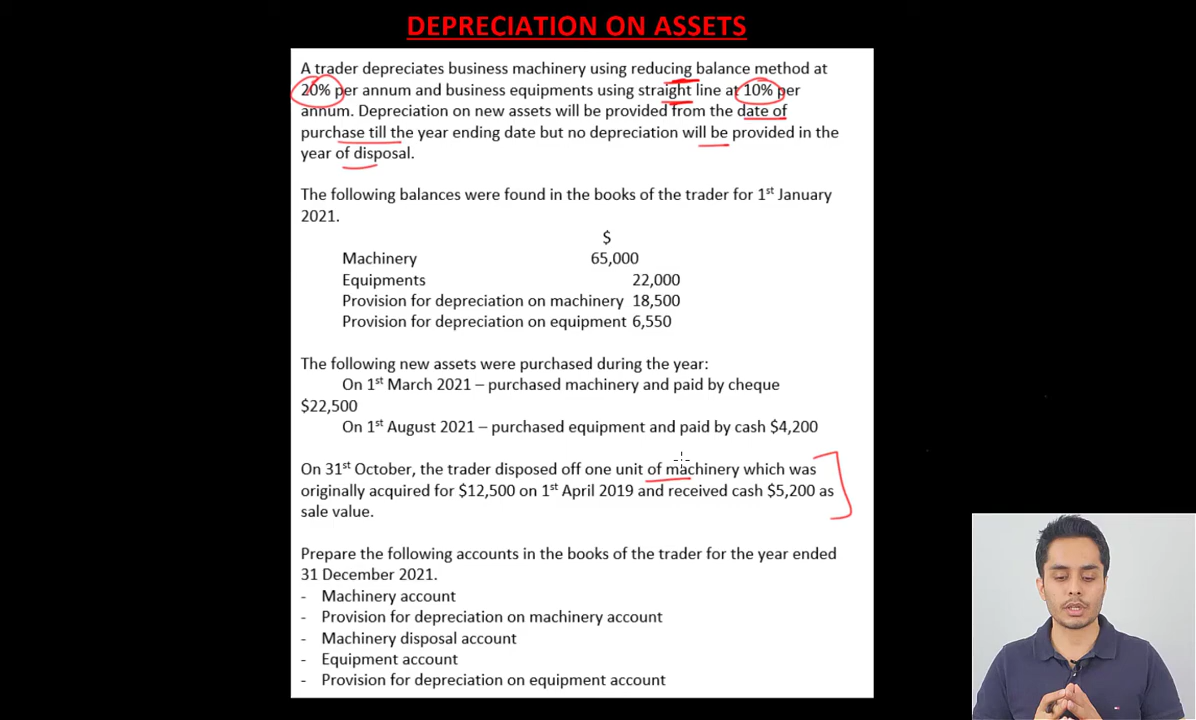 DEPRECIATION ON ASSETS
A trader depreciates business machinery using reducing balance method at
20% per annum and business equipments using straight line at 10% per
annum. Depreciation on new assets will be provided from the date of
purchase till the year ending date but no depreciation will be provided in the
year of disposal.
The following balances were found in the books of the trader for 1st January
2021.
$
Machinery 65,000
Equipments 22,000
Provision for depreciation on machinery 18,500
Provision for depreciation on equipment 6,550
The following new assets were purchased during the year:
On 1st March 2021 – purchased machinery and paid by cheque
$22,500
On 1st August 2021 – purchased equipment and paid by cash $4,200
On 31st October, the trader disposed off one unit of machinery which was
originally acquired for $12,500 on 1st April 2019 and received cash $5,200 as
sale value.
Prepare the following accounts in the books of the trader for the year ended
31 December 2021.
- Machinery account
- Provision for depreciation on machinery account
- Machinery disposal account
- Equipment account
- Provision for depreciation on equipment account